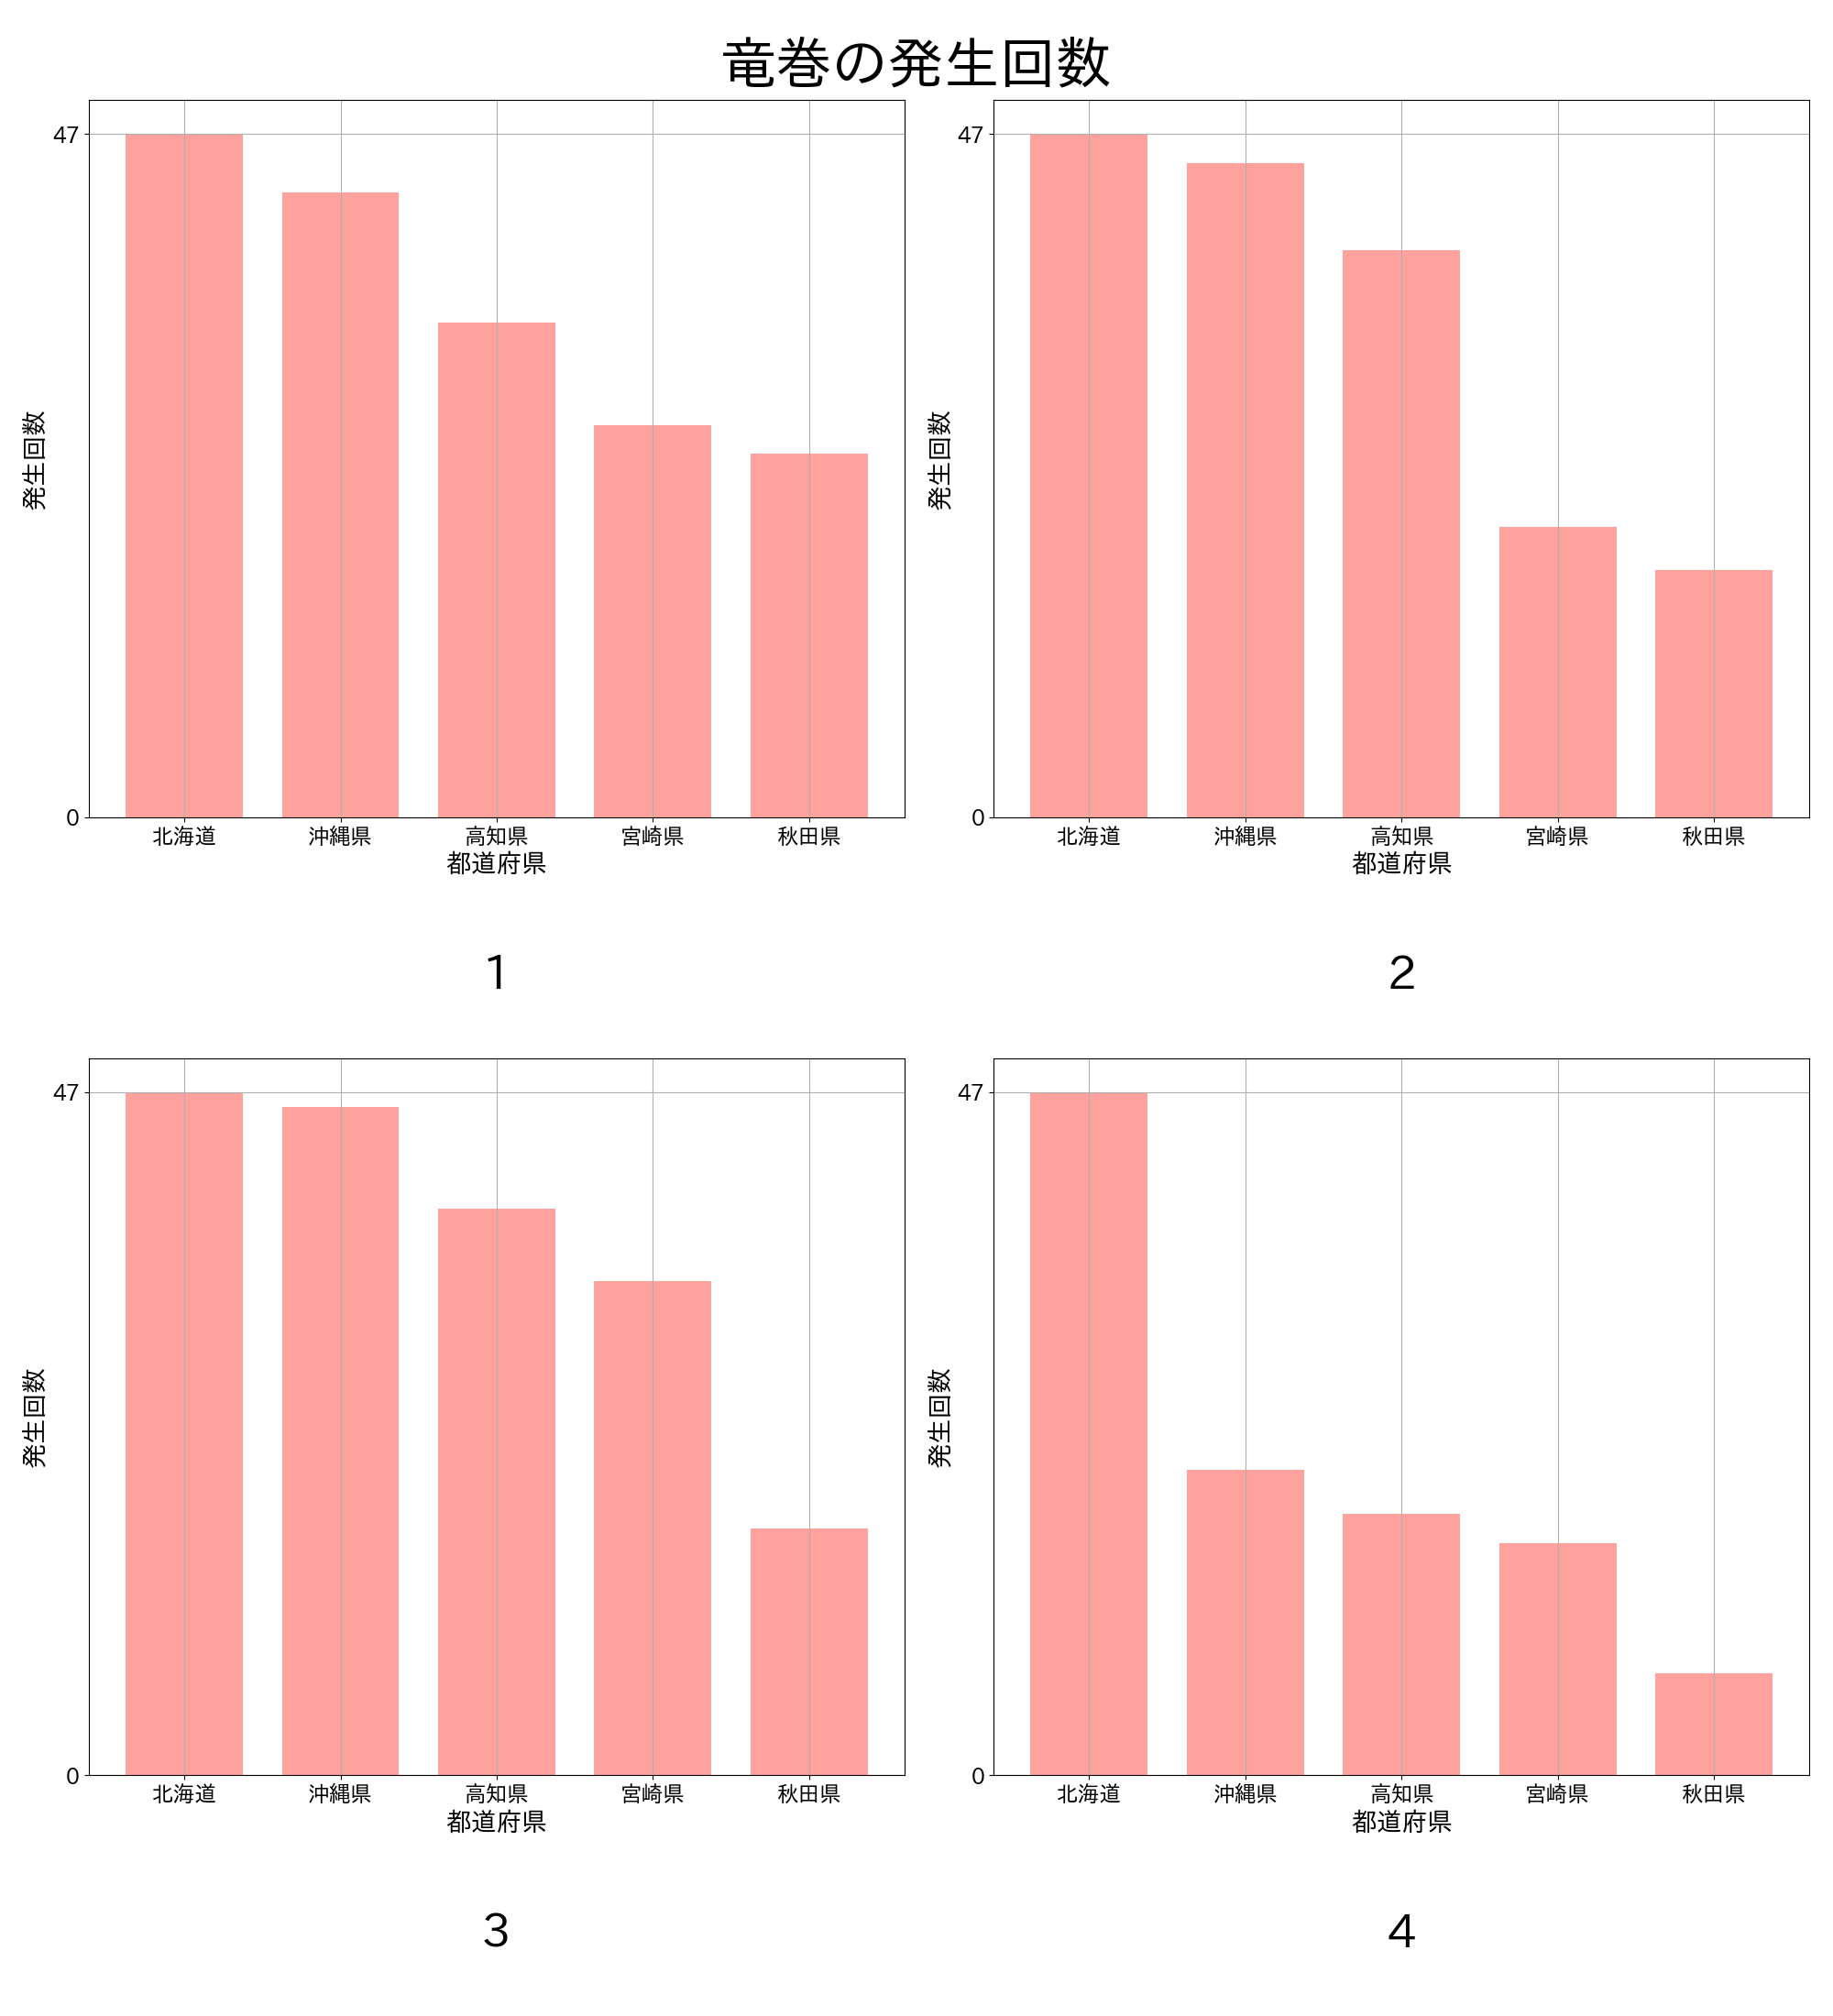 竜巻の発生回数
47
0
発生回数
北海道 沖縄県 高知県 宮崎県 秋田県
都道府県
1
47
0
発生回数
北海道 沖縄県 高知県 宮崎県 秋田県
都道府県
2
47
0
発生回数
北海道 沖縄県 高知県 宮崎県 秋田県
都道府県
3
47
0
発生回数
北海道 沖縄県 高知県 宮崎県 秋田県
都道府県
4